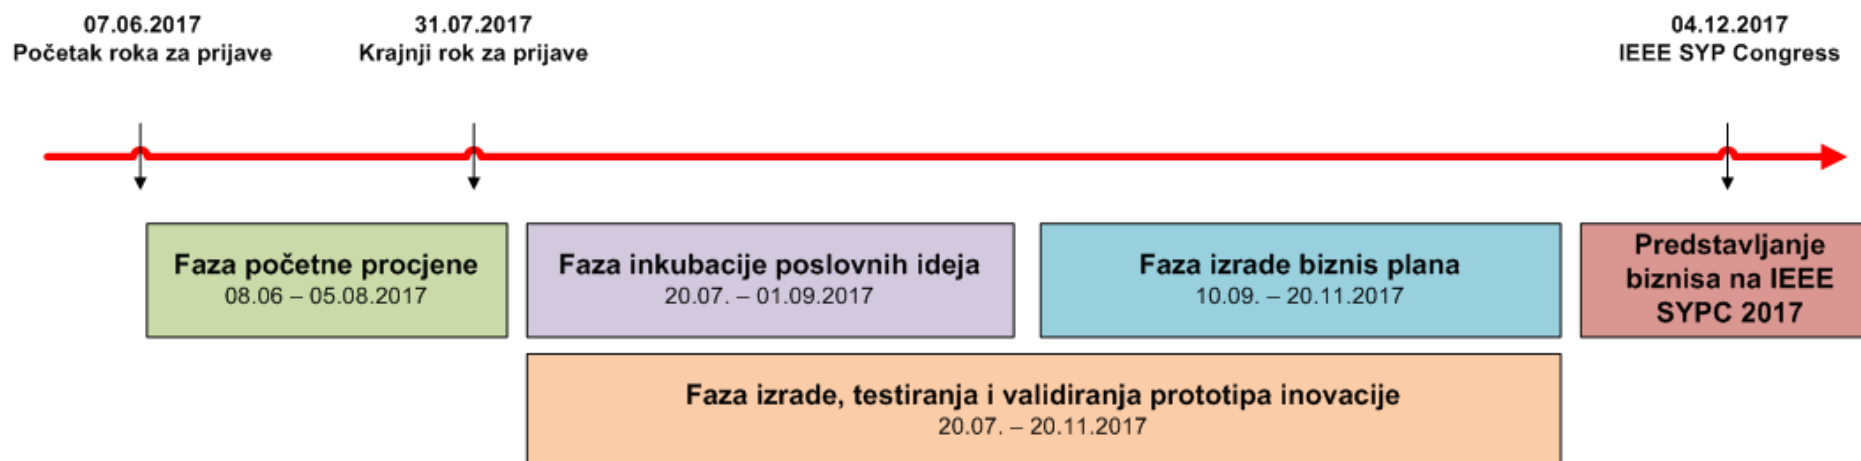 07.06.2017
Početak roka za prijave
31.07.2017
Krajnji rok za prijave
04.12.2017
IEEE SYP Congress
Faza početne procjene
08.06 – 05.08.2017
Faza inkubacije poslovnih ideja
20.07. – 01.09.2017
Faza izrade biznis plana
10.09. – 20.11.2017
Predstavljanje
biznisa na IEEE
SYPC 2017
Faza izrade, testiranja i validiranja prototipa inovacije
20.07. – 20.11.2017